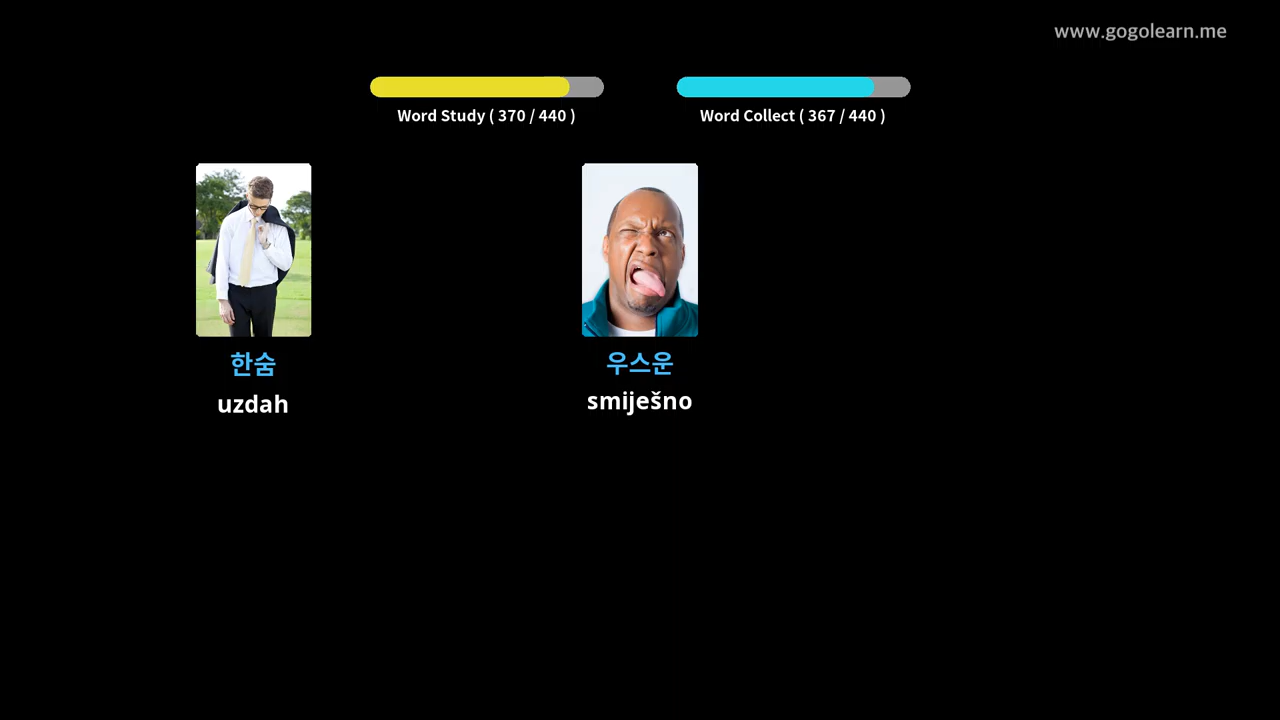 www.gogolearn.me
Word Study ( 370 / 440 )
Word Collect ( 367 / 440 )
한숨
uzdah
우스운
smiješno